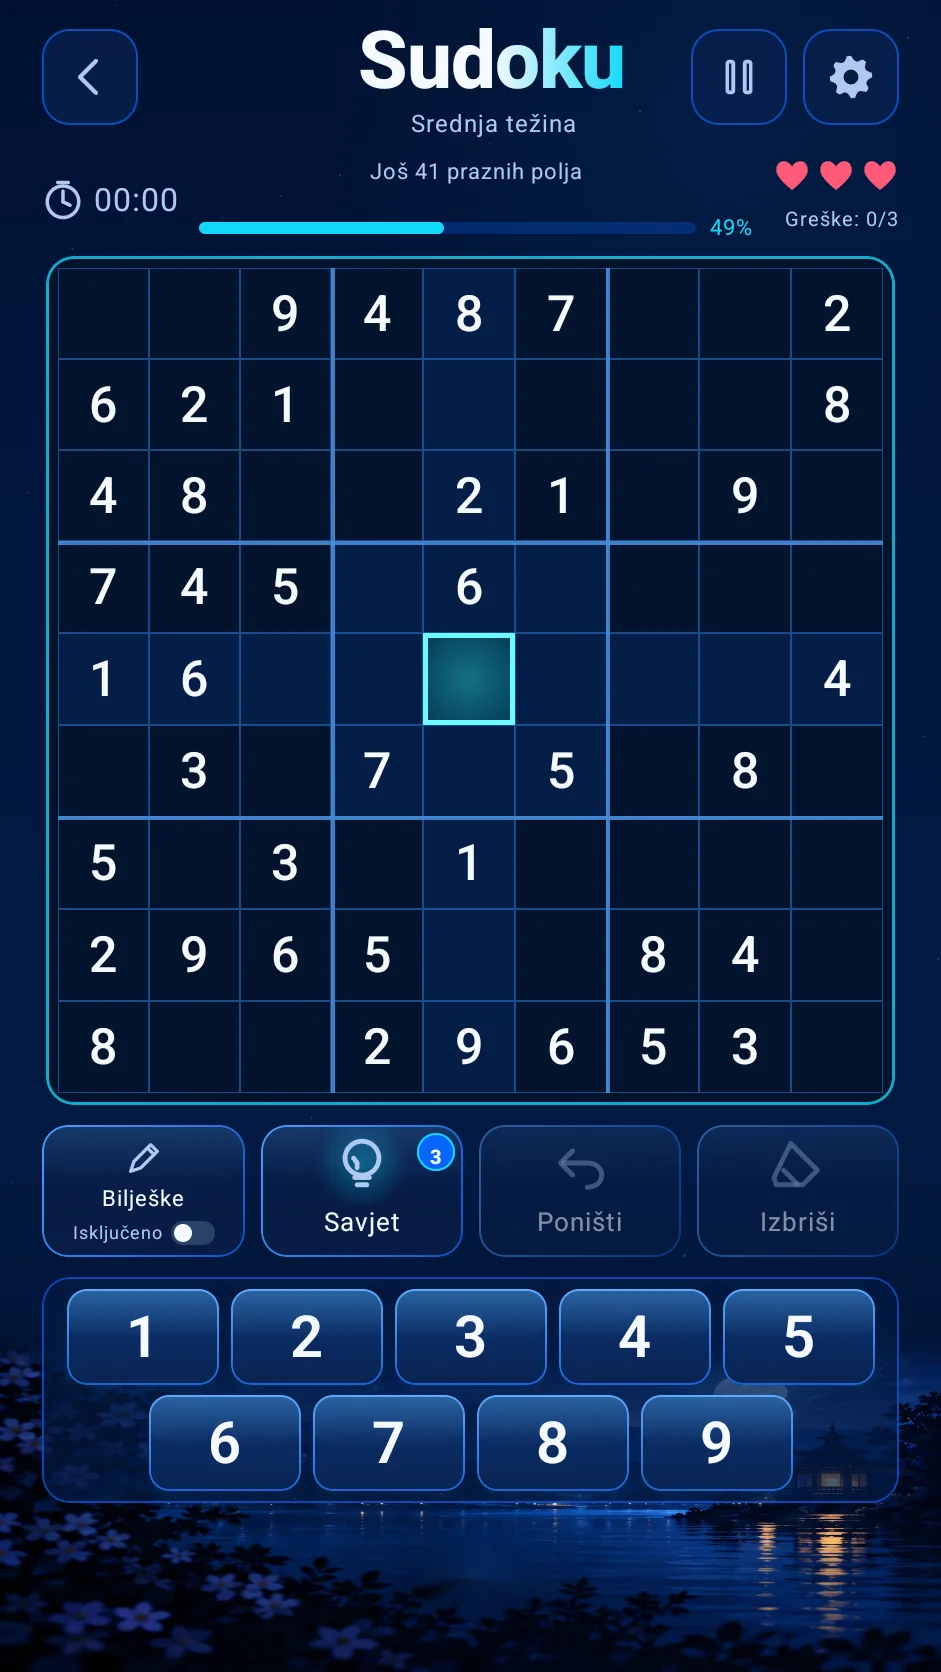 Sudoku
Srednja težina
Još 41 praznih polja
00:00
49%
Greške: 0/3
9 4 8 7 2
6 2 1 8
4 8 2 1 9
7 4 5 6
1 6 4
3 7 5 8
5 3 1
2 9 6 5 8 4
8 2 9 6 5 3
Bilješke
Isključeno
3
Savjet
Poništi
Izbriši
1 2 3 4 5
6 7 8 9